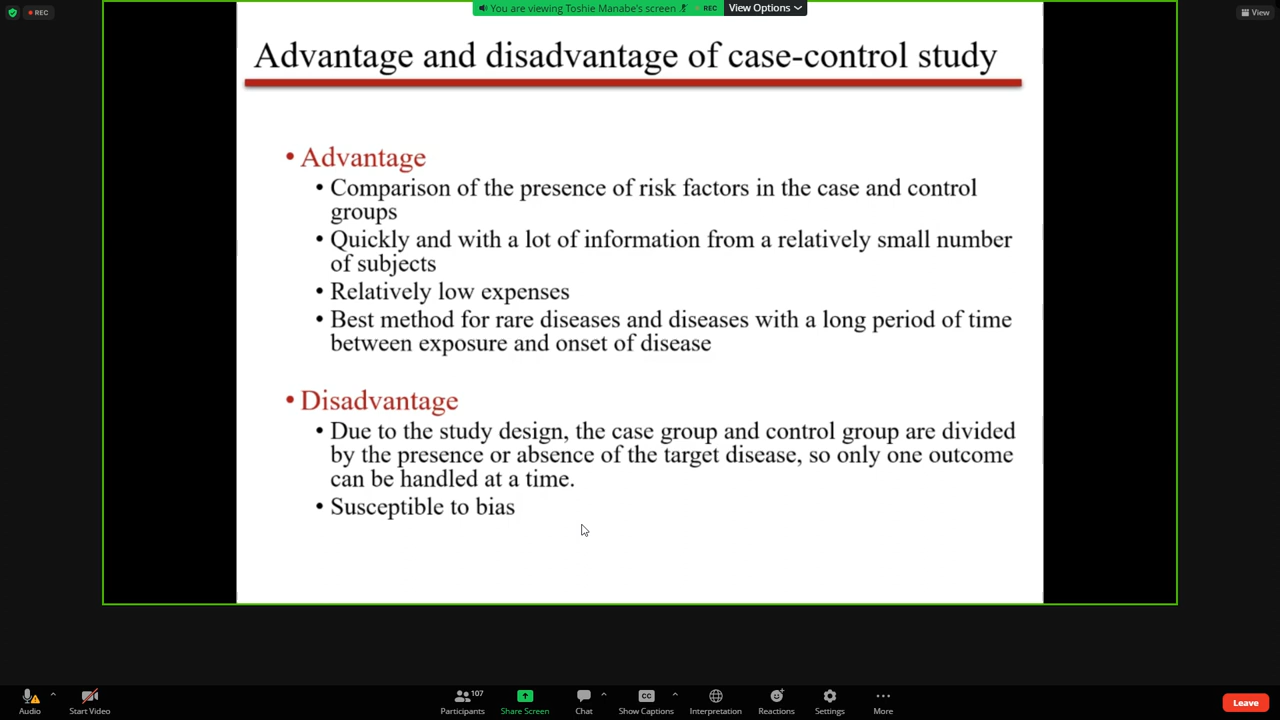 REC
You are viewing Toshie Manabe's screen
REC
View Options
View
Advantage and disadvantage of case-control study
• Advantage
• Comparison of the presence of risk factors in the case and control
groups
• Quickly and with a lot of information from a relatively small number
of subjects
• Relatively low expenses
• Best method for rare diseases and diseases with a long period of time
between exposure and onset of disease
• Disadvantage
• Due to the study design, the case group and control group are divided
by the presence or absence of the target disease, so only one outcome
can be handled at a time.
• Susceptible to bias
107
CC
Audio
Start Video
Participants
Share Screen
Chat
Show Captions
Interpretation
Reactions
Settings
More
Leave